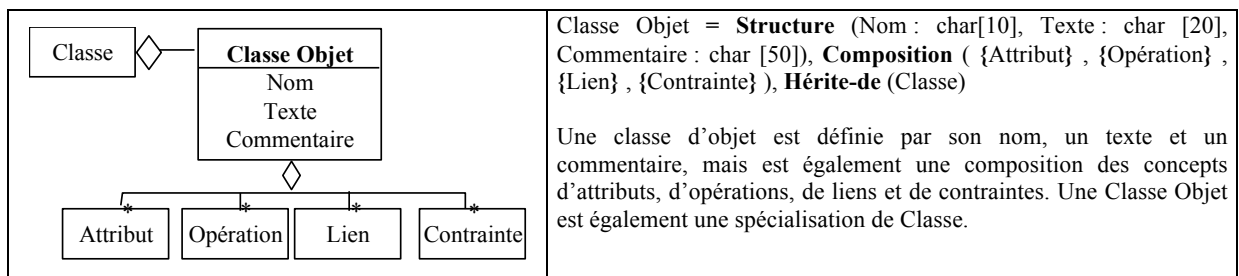 Classe
Classe Objet
Nom
Texte
Commentaire
* * * *
Attribut Opération Lien Contrainte
Classe Objet = Structure (Nom : char[10], Texte : char [20],
Commentaire : char [50]), Composition ( {Attribut} , {Opération} ,
{Lien} , {Contrainte} ), Hérite-de (Classe)
Une classe d’objet est définie par son nom, un texte et un
commentaire, mais est également une composition des concepts
d’attributs, d’opérations, de liens et de contraintes. Une Classe Objet
est également une spécialisation de Classe.